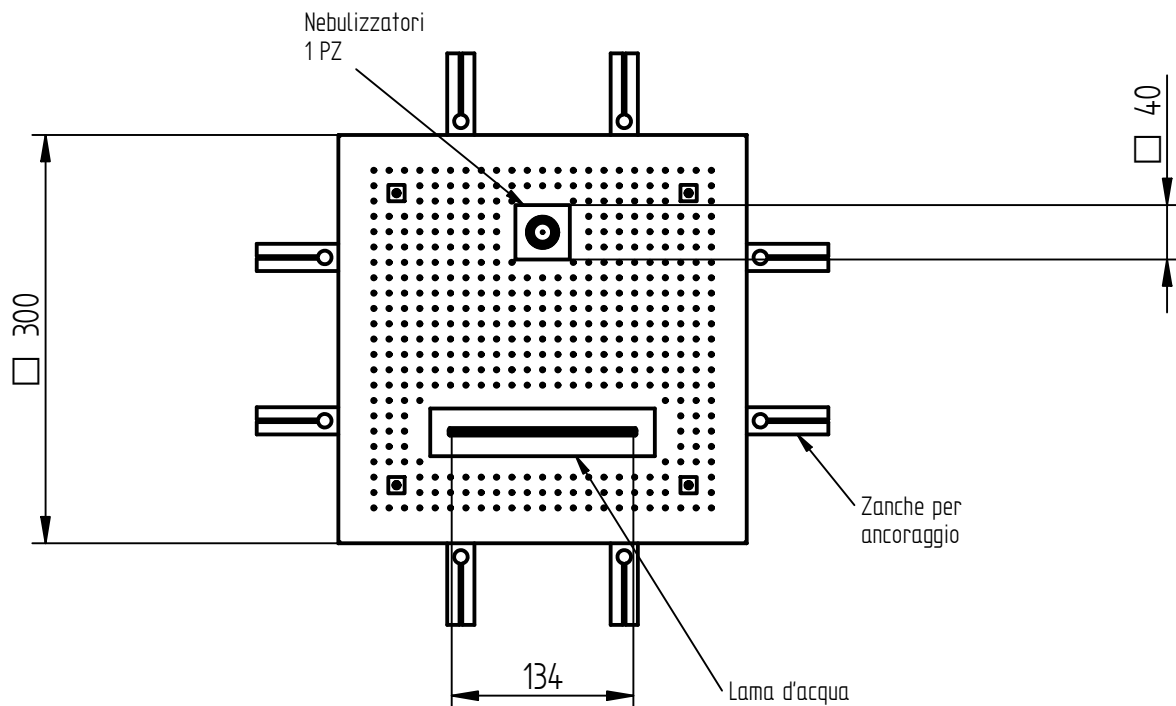 Nebulizzatori
1 PZ
□ 40
□ 300
Zanche per
ancoraggio
134
Lama d'acqua